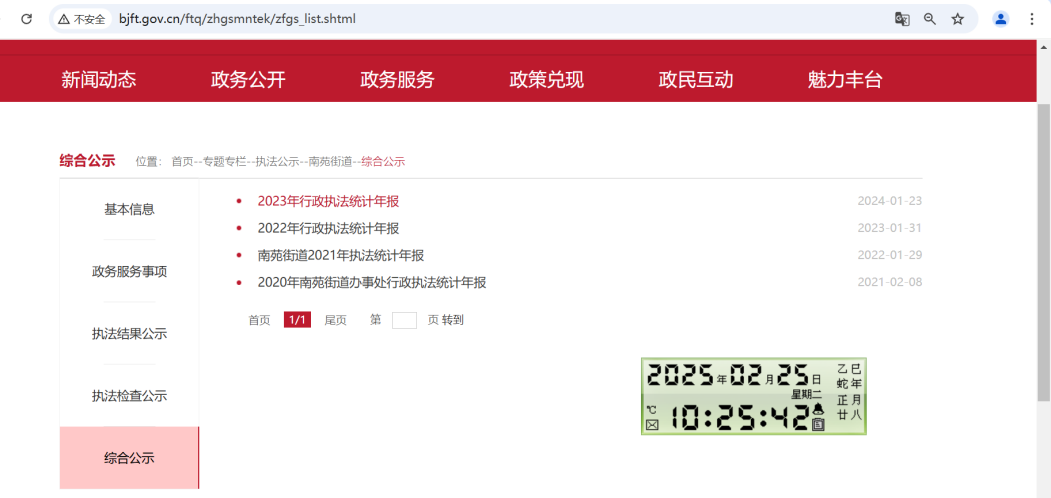 不安全 bjft.gov.cn/ftq/zhgsmntek/zfgs_list.shtml
新闻动态 政务公开 政务服务 政策兑现 政民互动 魅力丰台
综合公示 位置： 首页--专题专栏--执法公示--南苑街道--综合公示
基本信息
政务服务事项
执法结果公示
执法检查公示
综合公示
2023年行政执法统计年报 2024-01-23
2022年行政执法统计年报 2023-01-31
南苑街道2021年执法统计年报 2022-01-29
2020年南苑街道办事处行政执法统计年报 2021-02-08
首页 1/1 尾页 第 页 转到
2025年02月25日
星期二
℃ 10:25:42
乙巳
蛇年
正月
廿八